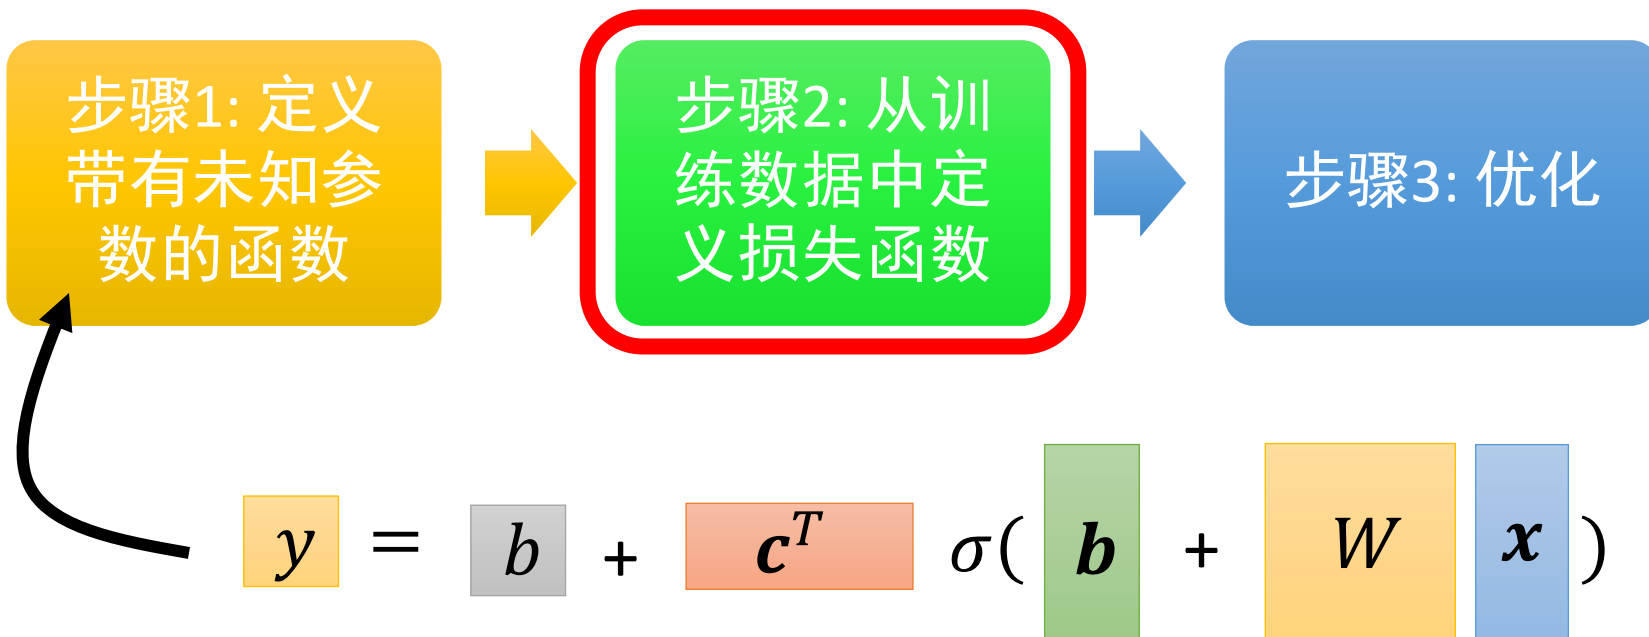 步骤1: 定义
带有未知参
数的函数
步骤2: 从训
练数据中定
义损失函数
步骤3: 优化
y = b + c^T σ( b + W x )